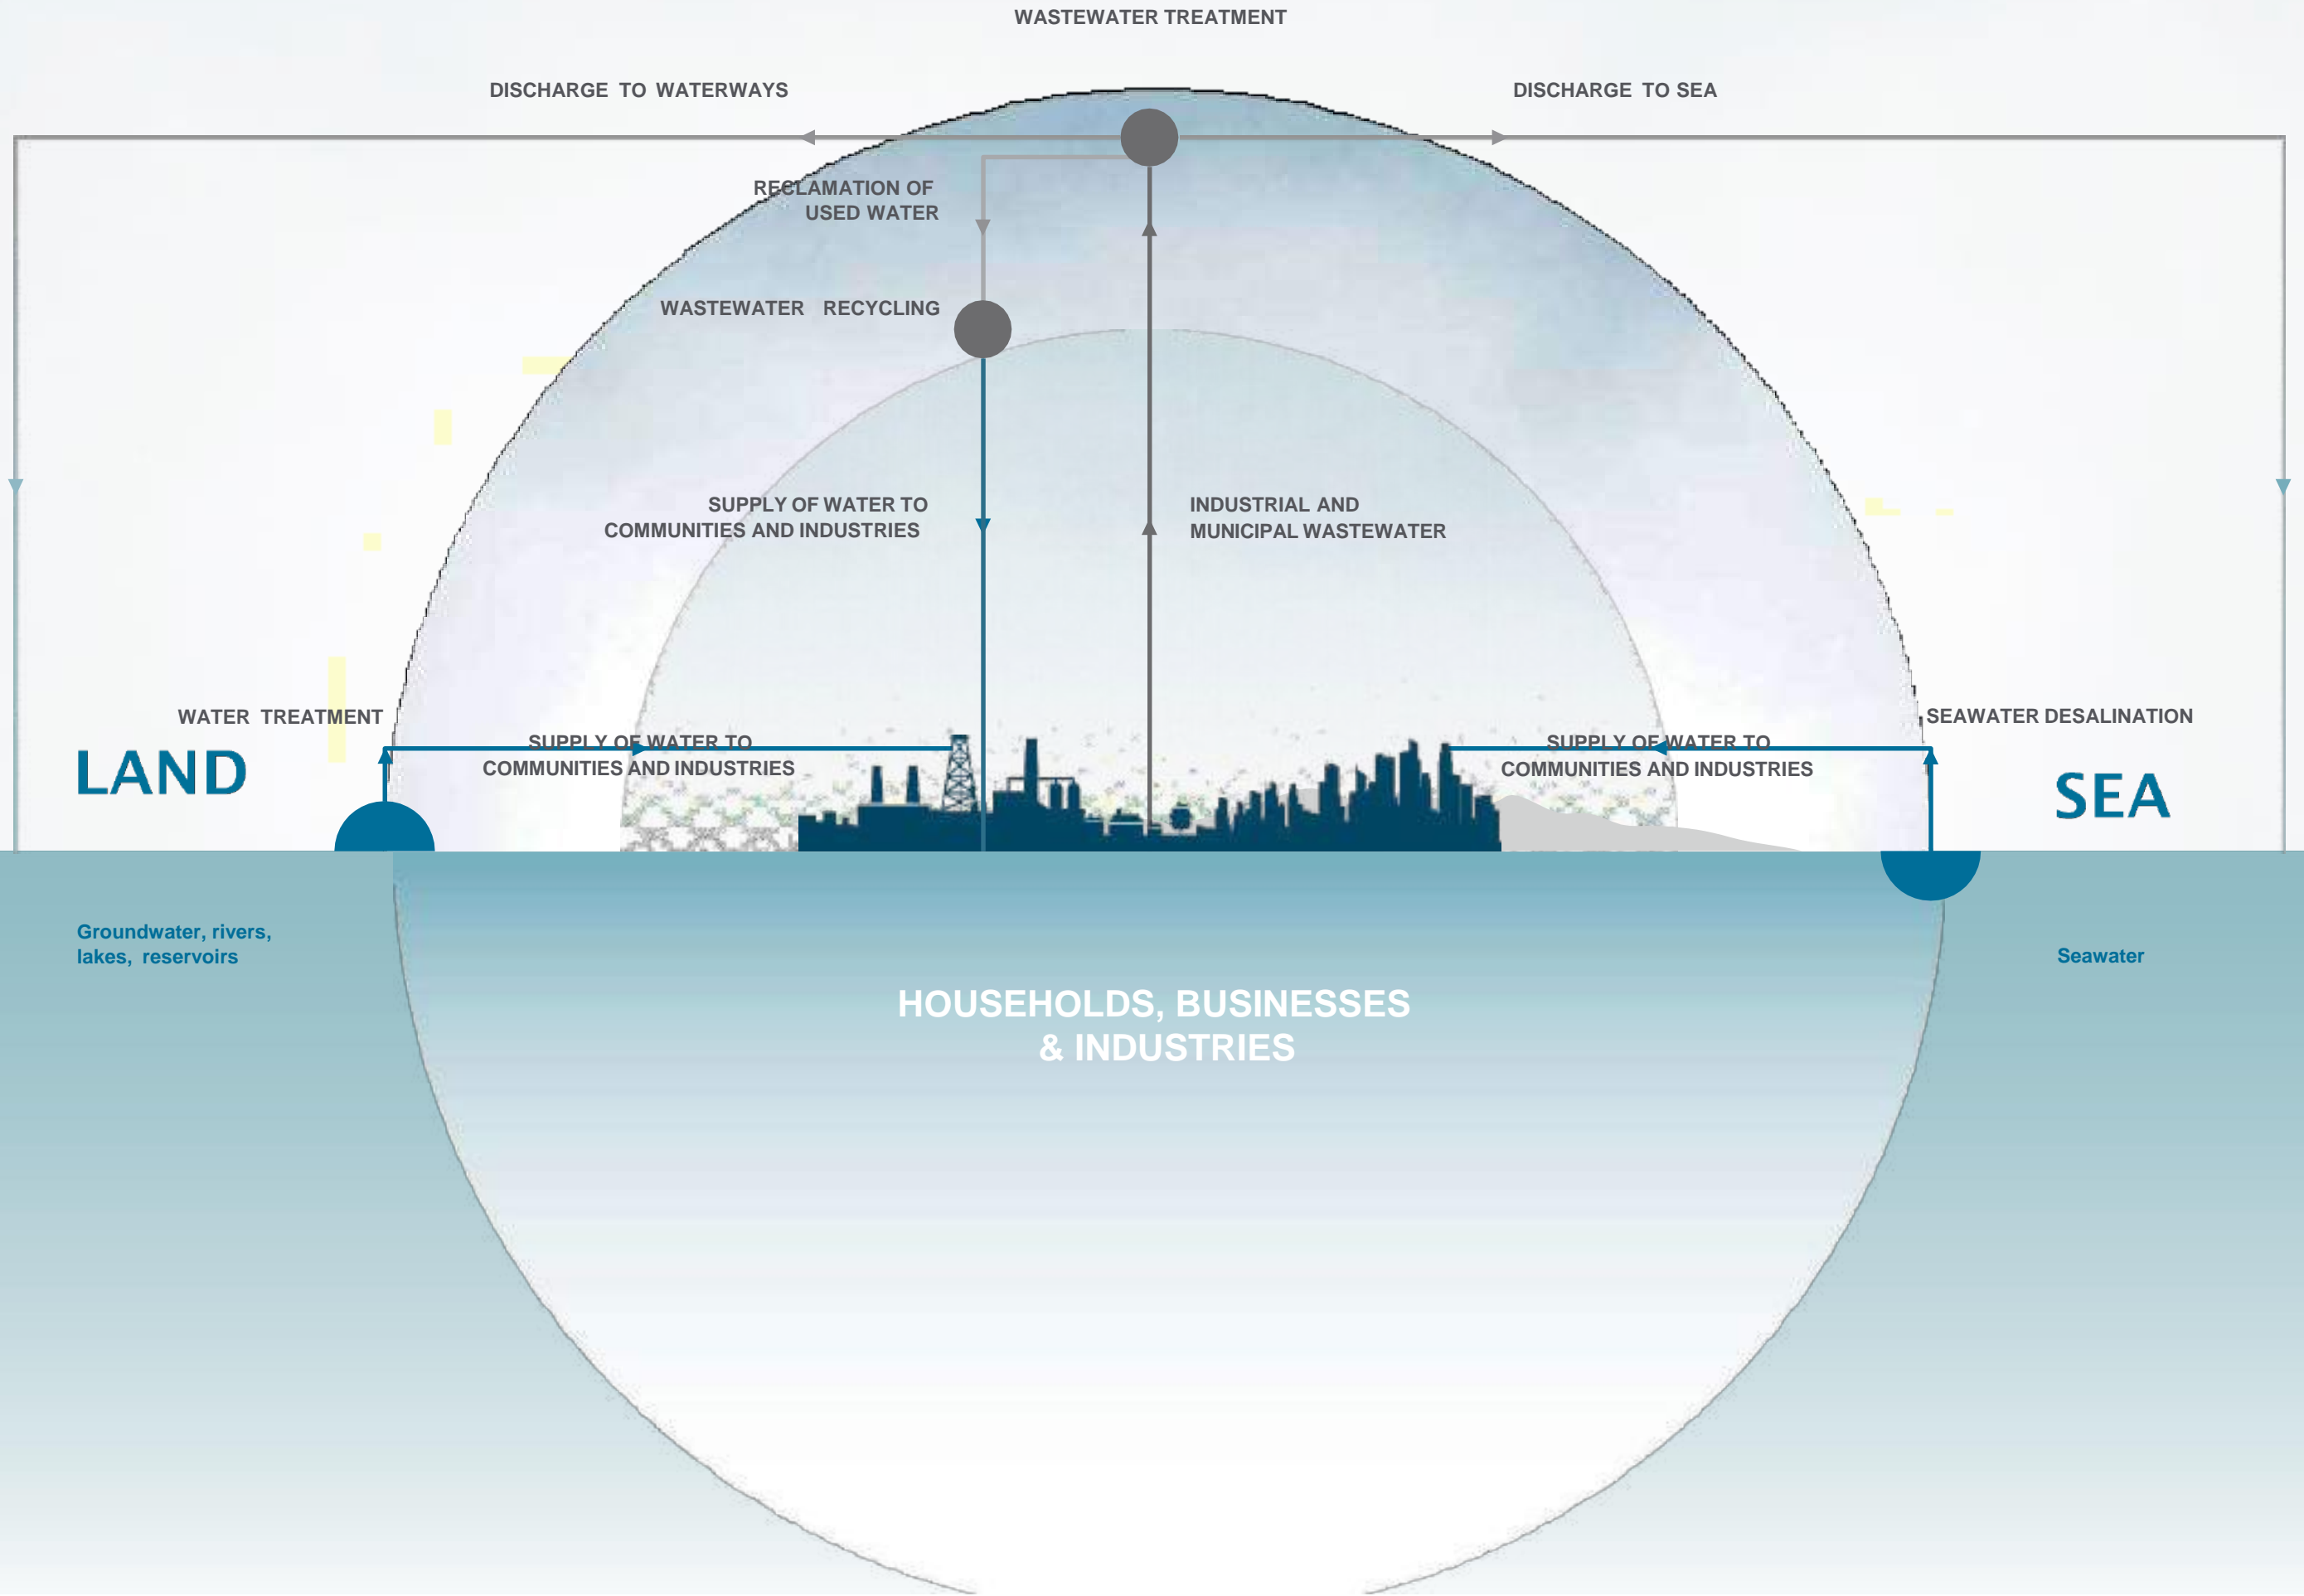 WASTEWATER TREATMENT
DISCHARGE TO WATERWAYS
DISCHARGE TO SEA
RECLAMATION OF
USED WATER
WASTEWATER RECYCLING
SUPPLY OF WATER TO
COMMUNITIES AND INDUSTRIES
INDUSTRIAL AND
MUNICIPAL WASTEWATER
WATER TREATMENT
SEAWATER DESALINATION
LAND
SUPPLY OF WATER TO
COMMUNITIES AND INDUSTRIES
SUPPLY OF WATER TO
COMMUNITIES AND INDUSTRIES
SEA
Groundwater, rivers,
lakes, reservoirs
Seawater
HOUSEHOLDS, BUSINESSES
& INDUSTRIES